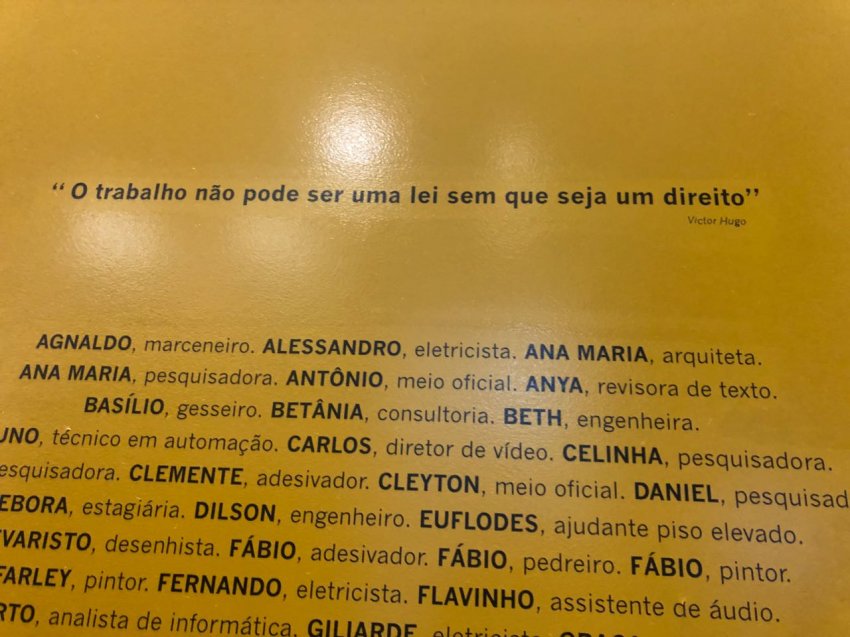 “ O trabalho não pode ser uma lei sem que seja um direito”
Victor Hugo
AGNALDO, marceneiro. ALESSANDRO, eletricista. ANA MARIA, arquiteta.
ANA MARIA, pesquisadora. ANTÔNIO, meio oficial. ANYA, revisora de texto.
BASÍLIO, gesseiro. BETÂNIA, consultoria. BETH, engenheira.
UNO, técnico em automação. CARLOS, diretor de vídeo. CELINHA, pesquisadora.
esquisadora. CLEMENTE, adesivador. CLEYTON, meio oficial. DANIEL, pesquisad
EBORA, estagiária. DILSON, engenheiro. EUFLODES, ajudante piso elevado.
VARISTO, desenhista. FÁBIO, adesivador. FÁBIO, pedreiro. FÁBIO, pintor.
FARLEY, pintor. FERNANDO, eletricista. FLAVINHO, assistente de áudio.
RTO, analista de informática. GILIARDE, eletricista.